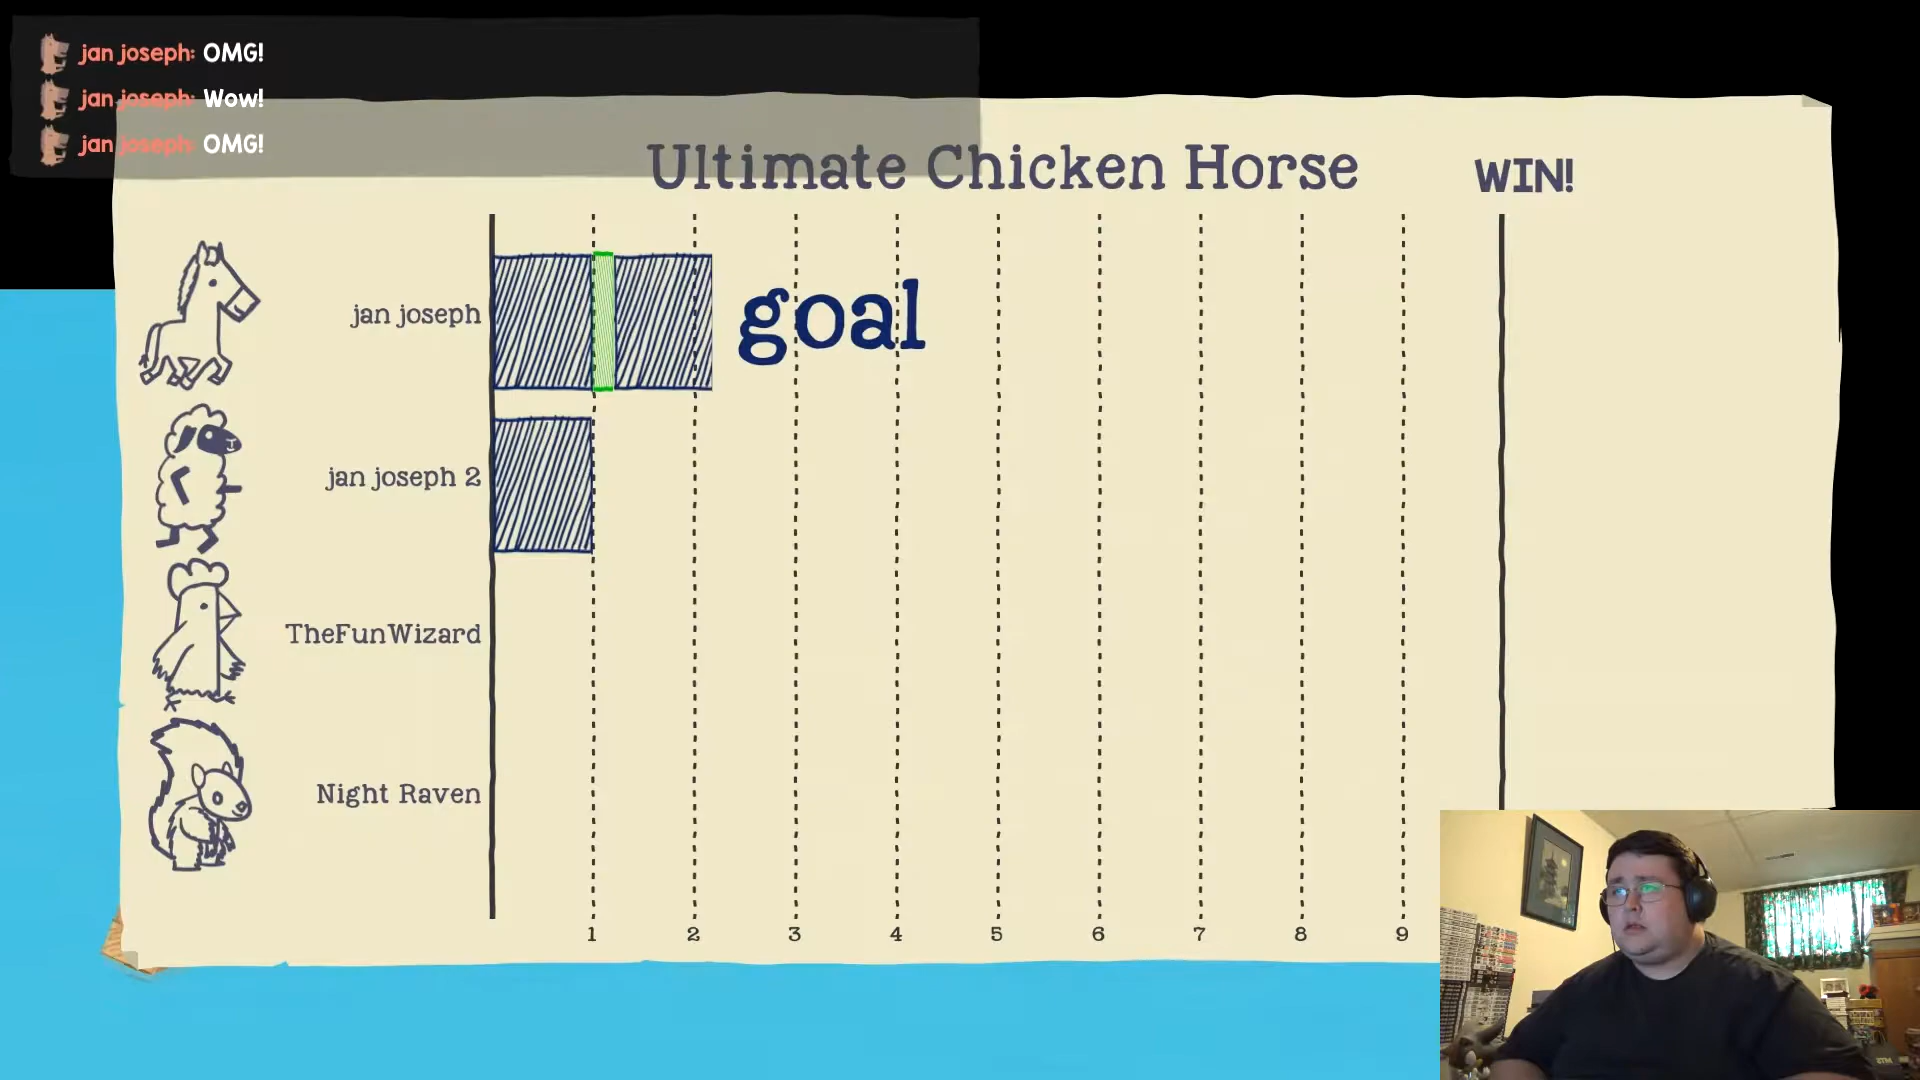 jan joseph: OMG!
jan joseph: Wow!
jan joseph: OMG!
Ultimate Chicken Horse
WIN!
jan joseph
goal
jan joseph 2
TheFunWizard
Night Raven
1 2 3 4 5 6 7 8 9